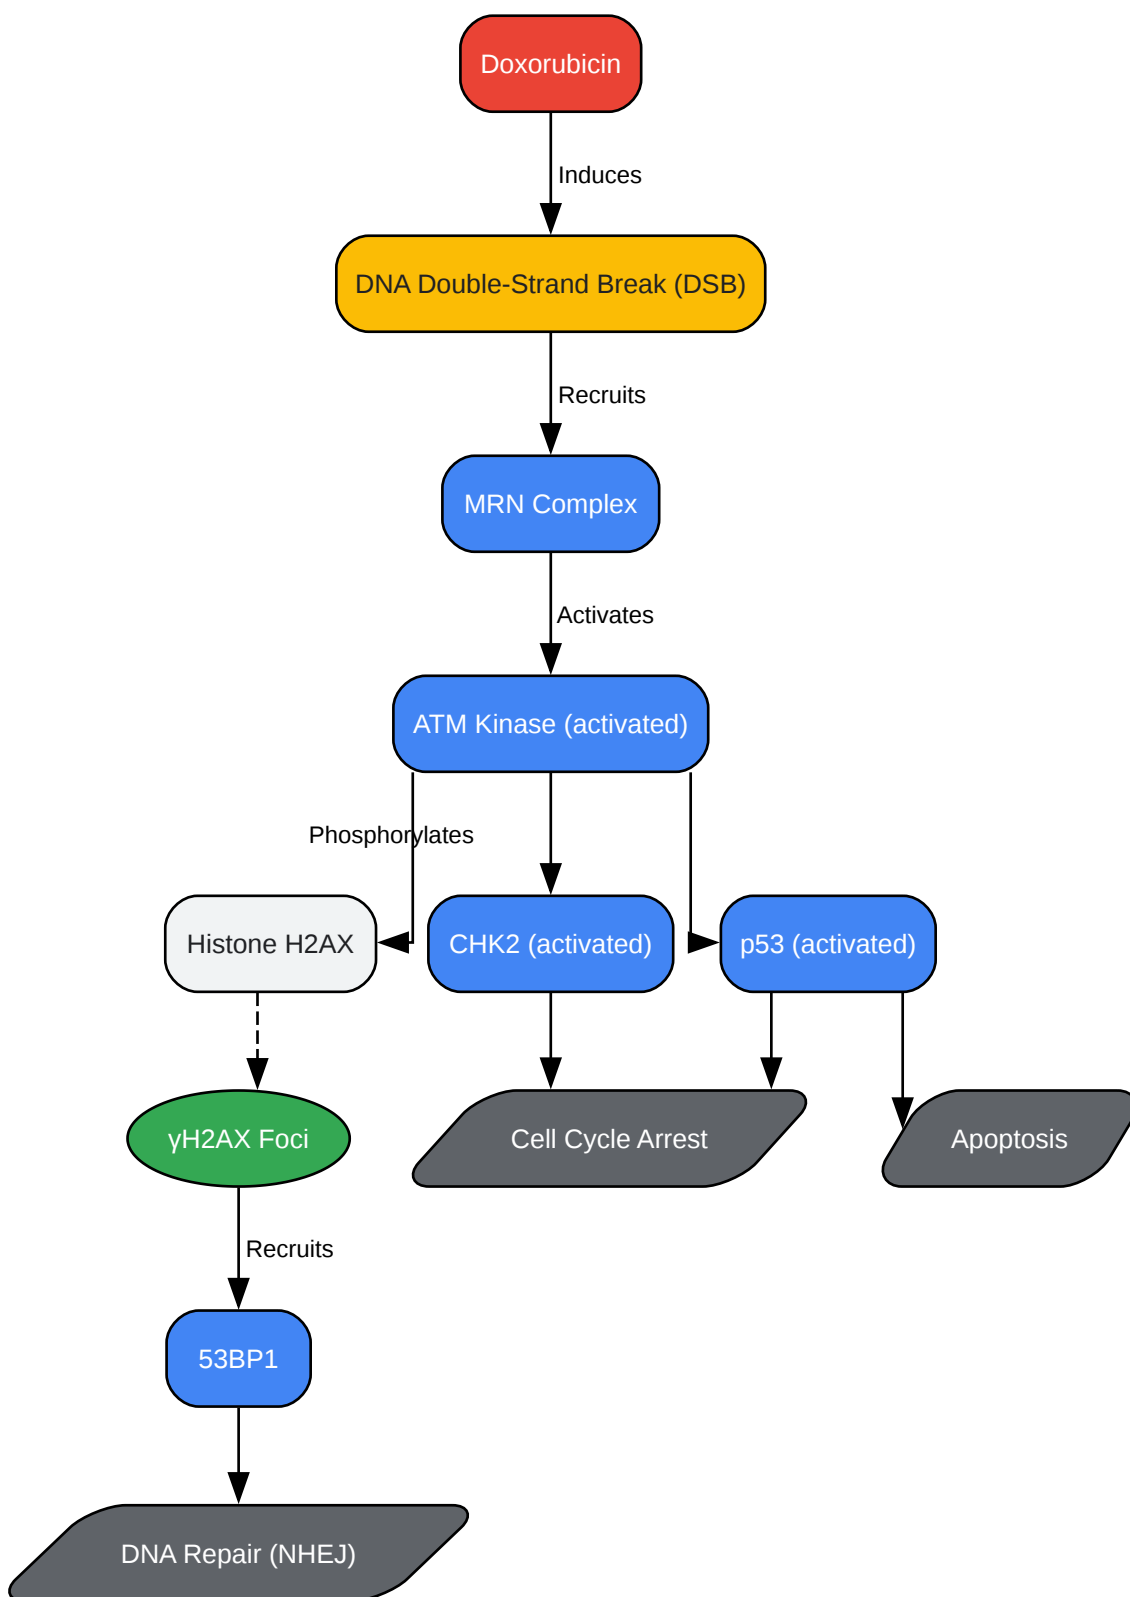 Doxorubicin
Induces
DNA Double-Strand Break (DSB)
Recruits
MRN Complex
Activates
ATM Kinase (activated)
Phosphorylates
Histone H2AX
CHK2 (activated)
p53 (activated)
γH2AX Foci
Cell Cycle Arrest
Apoptosis
Recruits
53BP1
DNA Repair (NHEJ)